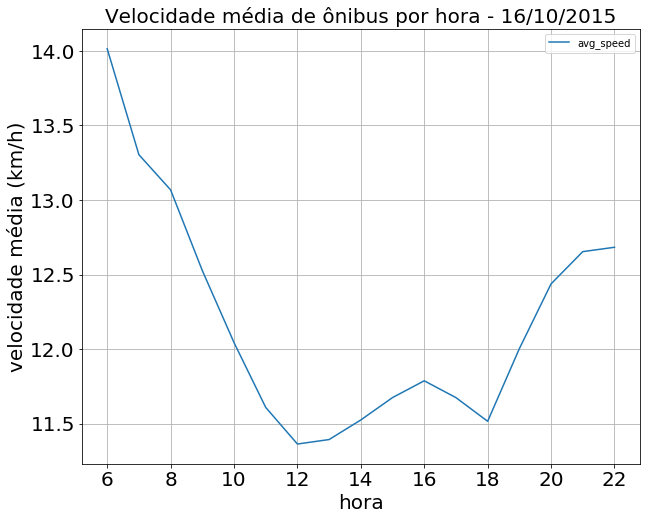 Velocidade média de ônibus por hora - 16/10/2015
avg_speed
velocidade média (km/h)
14.0
13.5
13.0
12.5
12.0
11.5
6 8 10 12 14 16 18 20 22
hora